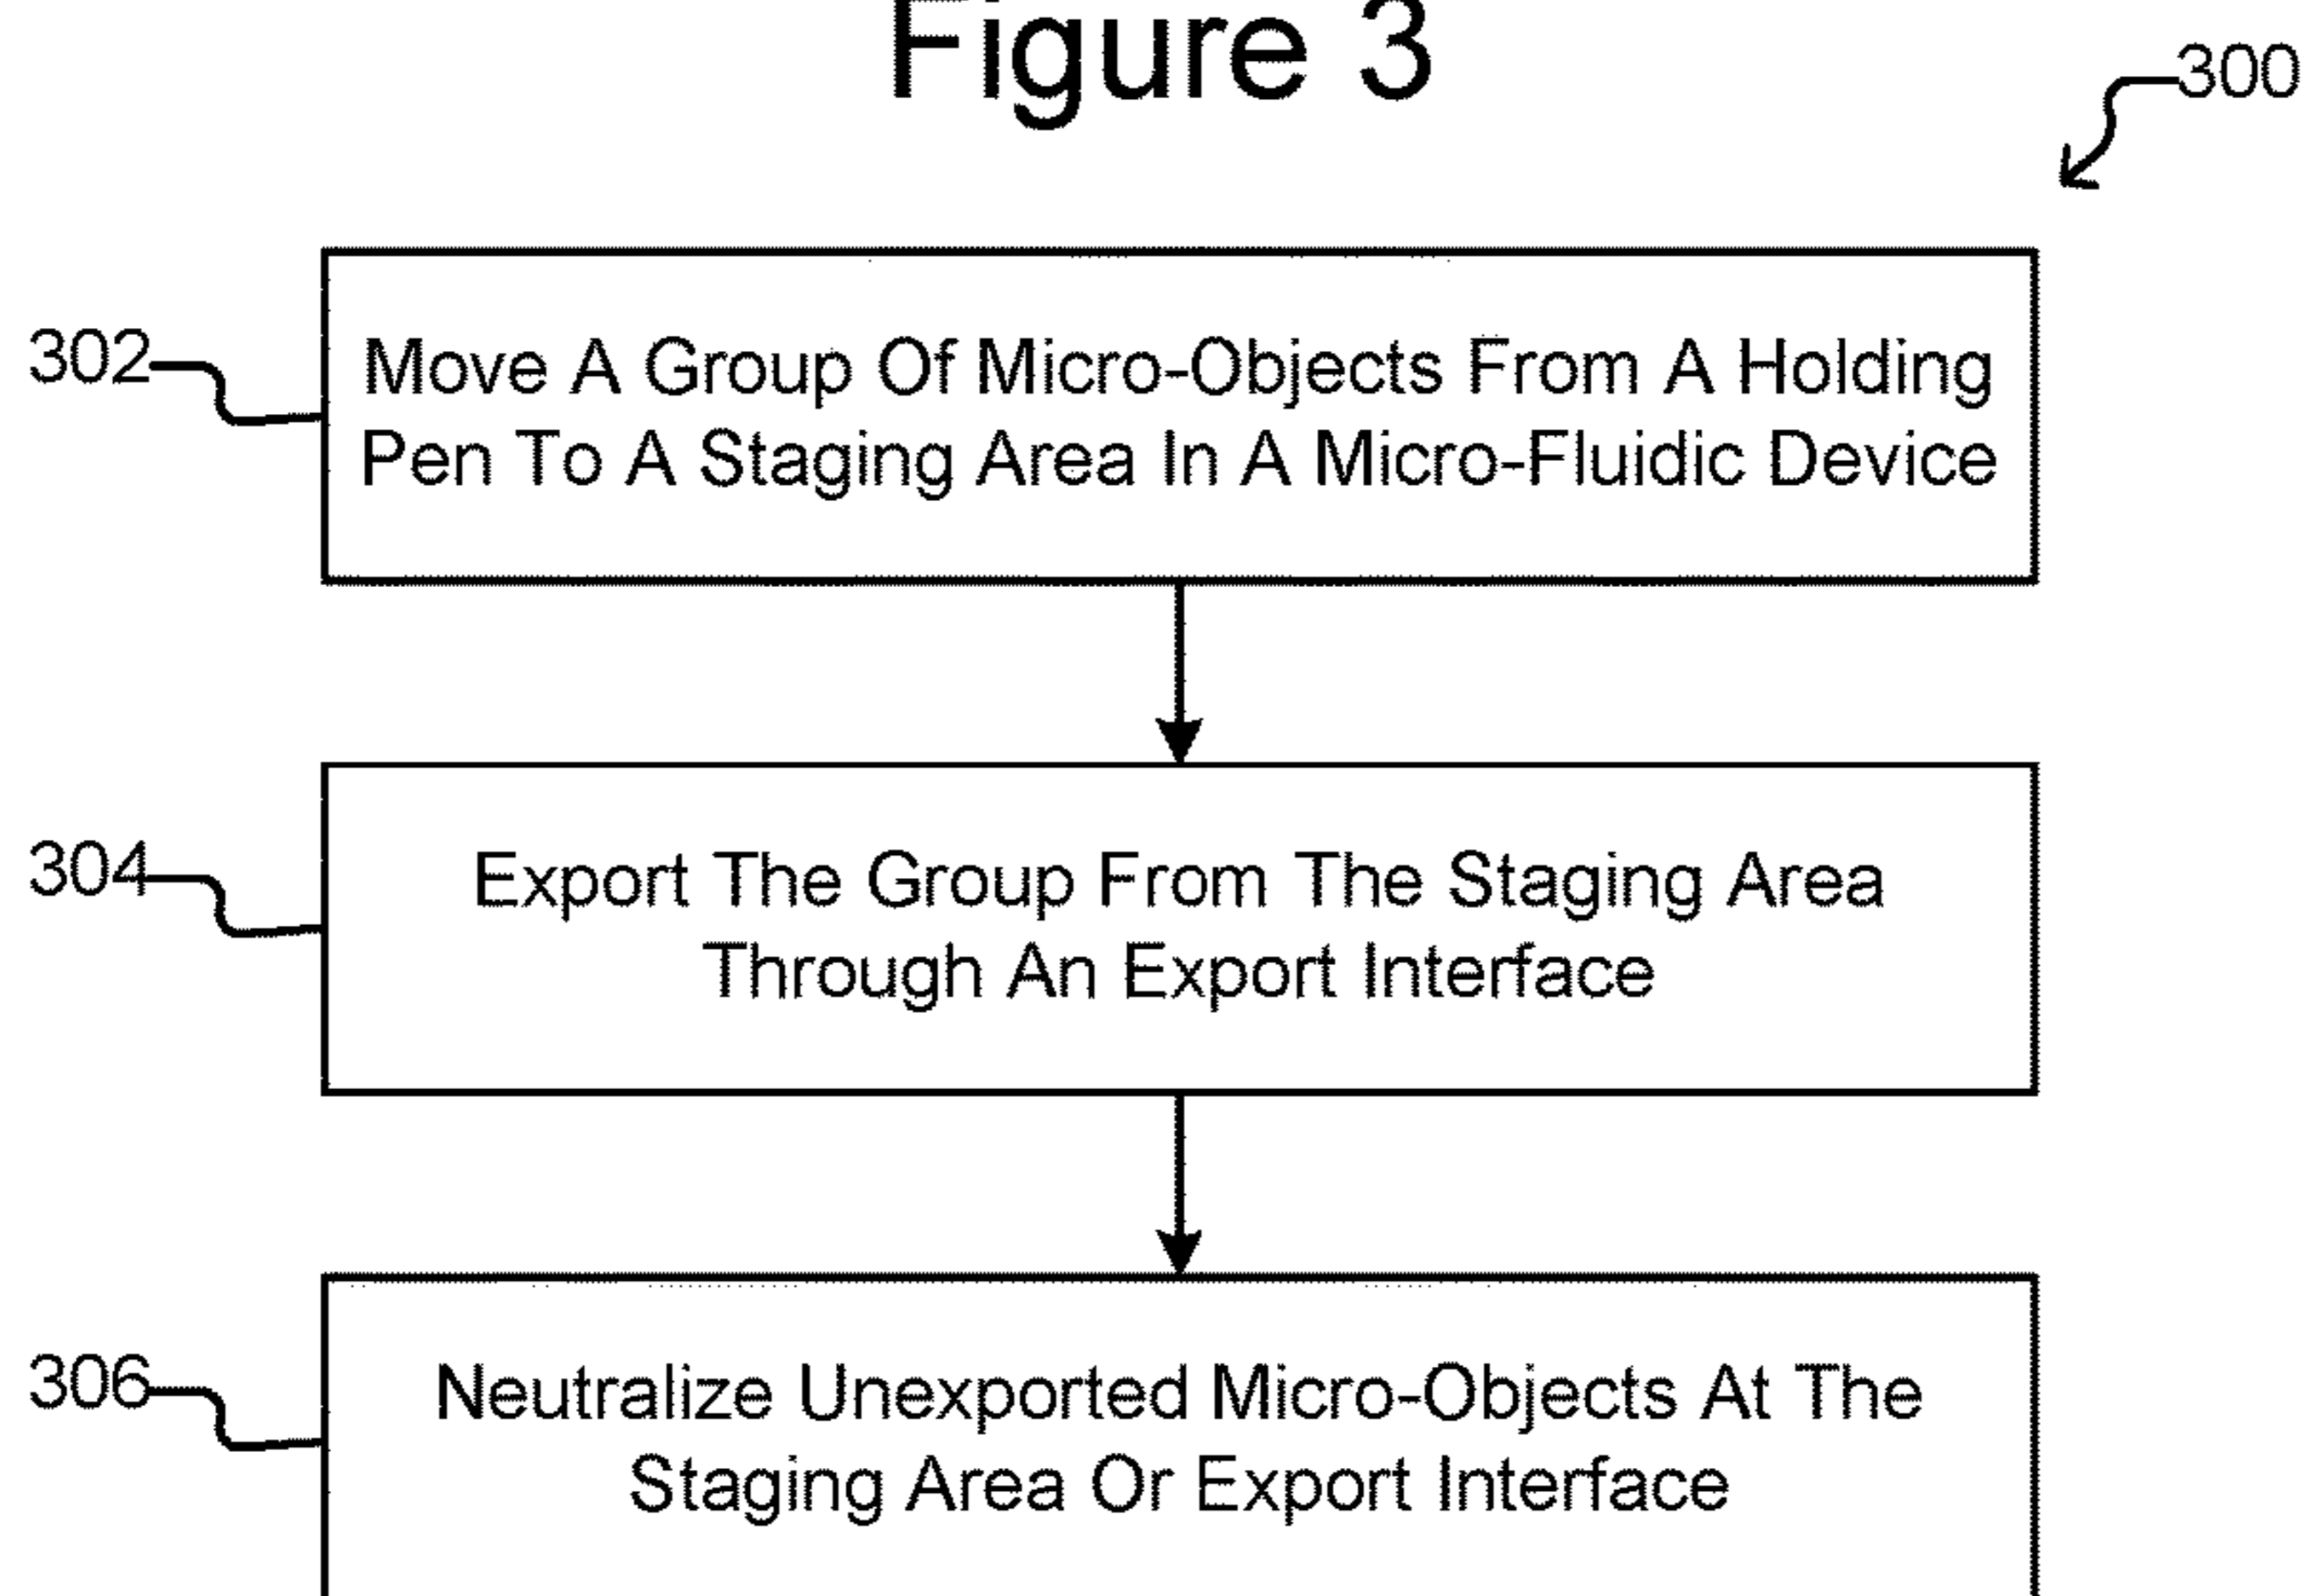 Figure 3
300
302
Move A Group Of Micro-Objects From A Holding
Pen To A Staging Area In A Micro-Fluidic Device
304
Export The Group From The Staging Area
Through An Export Interface
306
Neutralize Unexported Micro-Objects At The
Staging Area Or Export Interface